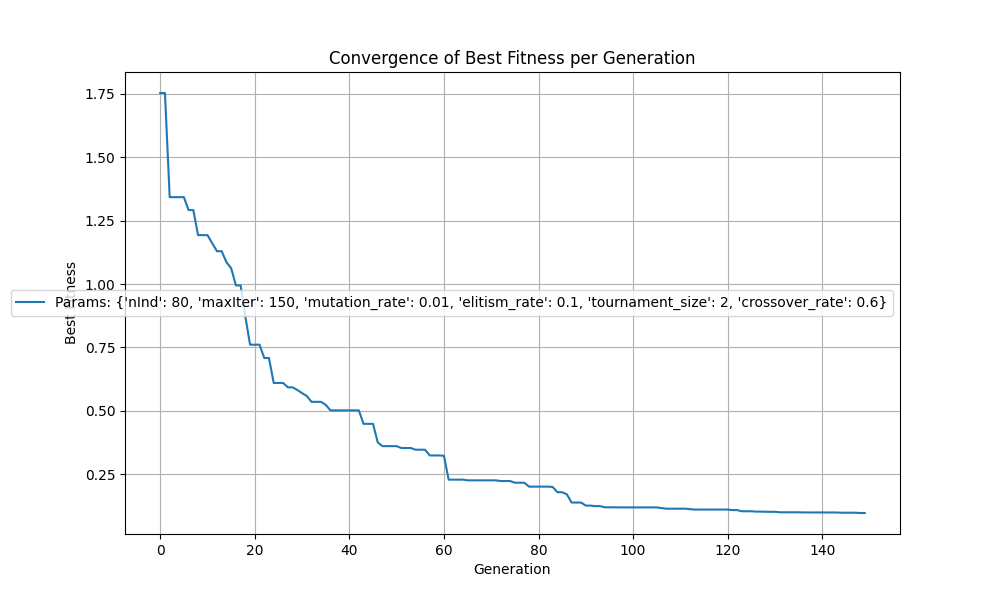 Convergence of Best Fitness per Generation
1.75
1.50
1.25
1.00
0.75
0.50
0.25
Best
ness
Params: {'nInd': 80, 'maxIter': 150, 'mutation_rate': 0.01, 'elitism_rate': 0.1, 'tournament_size': 2, 'crossover_rate': 0.6}
0 20 40 60 80 100 120 140
Generation